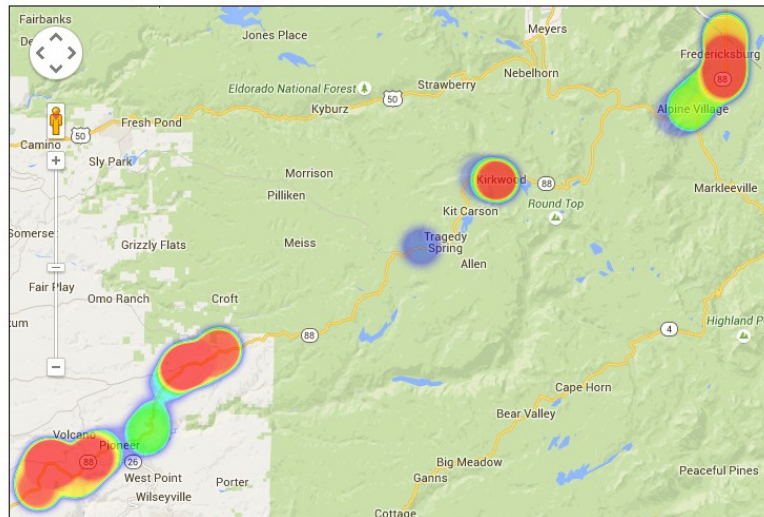 Fairbanks
Jones Place
Meyers
Nebelhorn
Fredericksburg
88
Eldorado National Forest
Strawberry
50
Kyburz
Alpine Village
Fresh Pond
50
Camino
Sly Park
Morrison
Kirkwood
88
Markleeville
Pilliken
Kit Carson
Round Top
Somerset
Grizzly Flats
Meiss
Tragedy
Spring
Allen
Fair Play
Omo Ranch
Croft
88
4
Cape Horn
Bear Valley
Volcano
Pioneer
88
26
West Point
Wilseyville
Porter
Big Meadow
Ganns
Peaceful Pines
Cottage